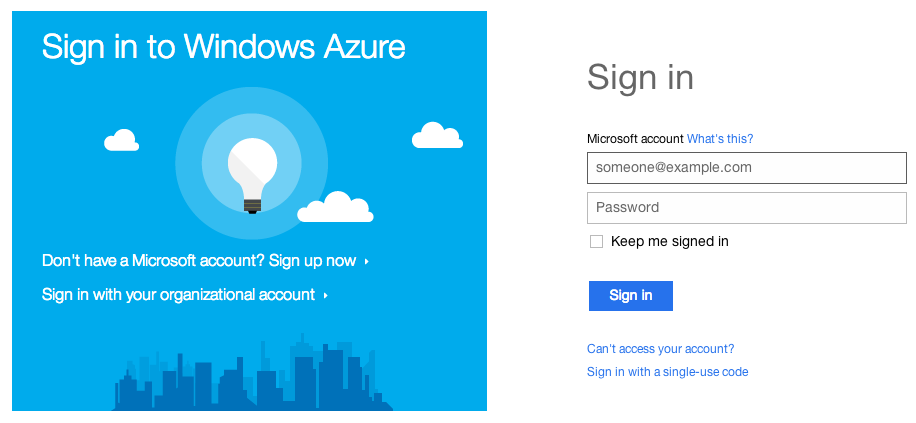 Sign in to Windows Azure
Don't have a Microsoft account? Sign up now
Sign in with your organizational account
Sign in
Microsoft account What's this?
someone@example.com
Password
Keep me signed in
Sign in
Can't access your account?
Sign in with a single-use code